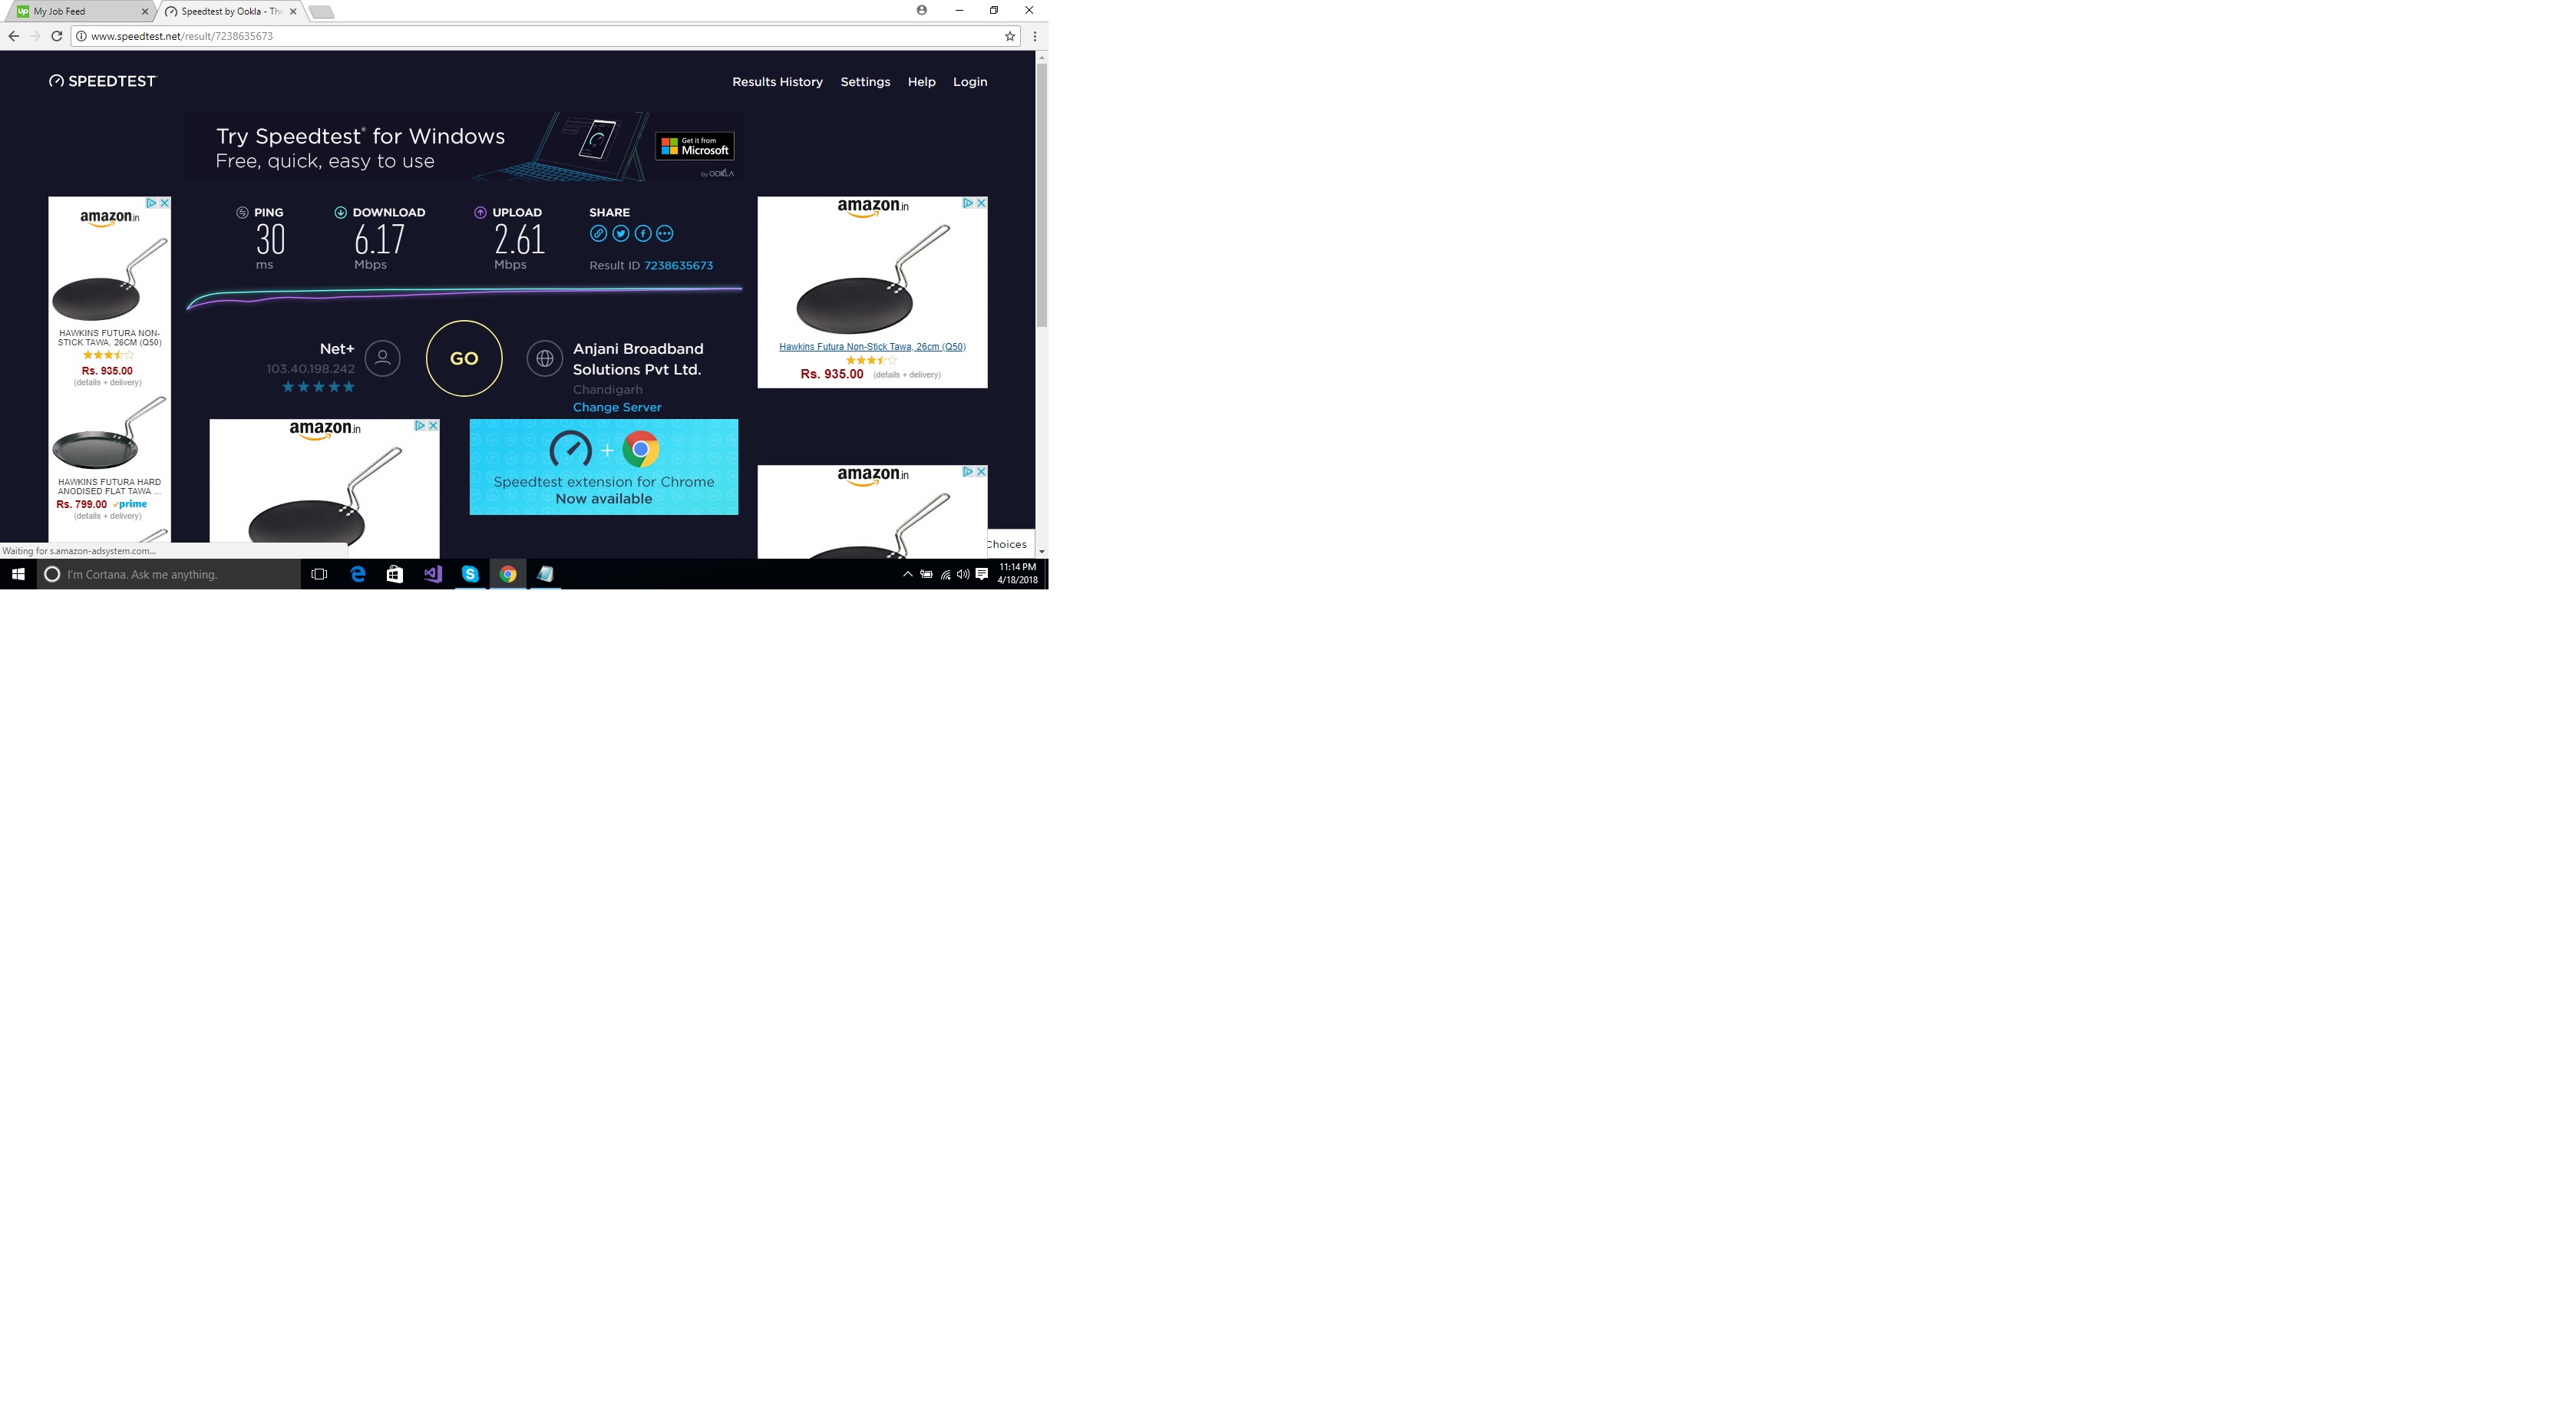 My Job Feed
Speedtest by Ookla - The
www.speedtest.net/result/7238635673
SPEEDTEST
Results History Settings Help Login
Try Speedtest® for Windows
Free, quick, easy to use
Get it from
Microsoft
by OOKLA
amazon.in
HAWKINS FUTURA NON-
STICK TAWA, 26CM (Q50)
Rs. 935.00
(details + delivery)
HAWKINS FUTURA HARD
ANODISED FLAT TAWA ...
Rs. 799.00 prime
(details + delivery)
PING
30
ms
DOWNLOAD
6.17
Mbps
UPLOAD
2.61
Mbps
SHARE
Result ID 7238635673
Net+
103.40.198.242
GO
Anjani Broadband
Solutions Pvt Ltd.
Chandigarh
Change Server
amazon.in
Hawkins Futura Non-Stick Tawa, 26cm (Q50)
Rs. 935.00 (details + delivery)
amazon.in
+
Speedtest extension for Chrome
Now available
amazon.in
Choices
Waiting for s.amazon-adsystem.com...
I'm Cortana. Ask me anything.
11:14 PM
4/18/2018